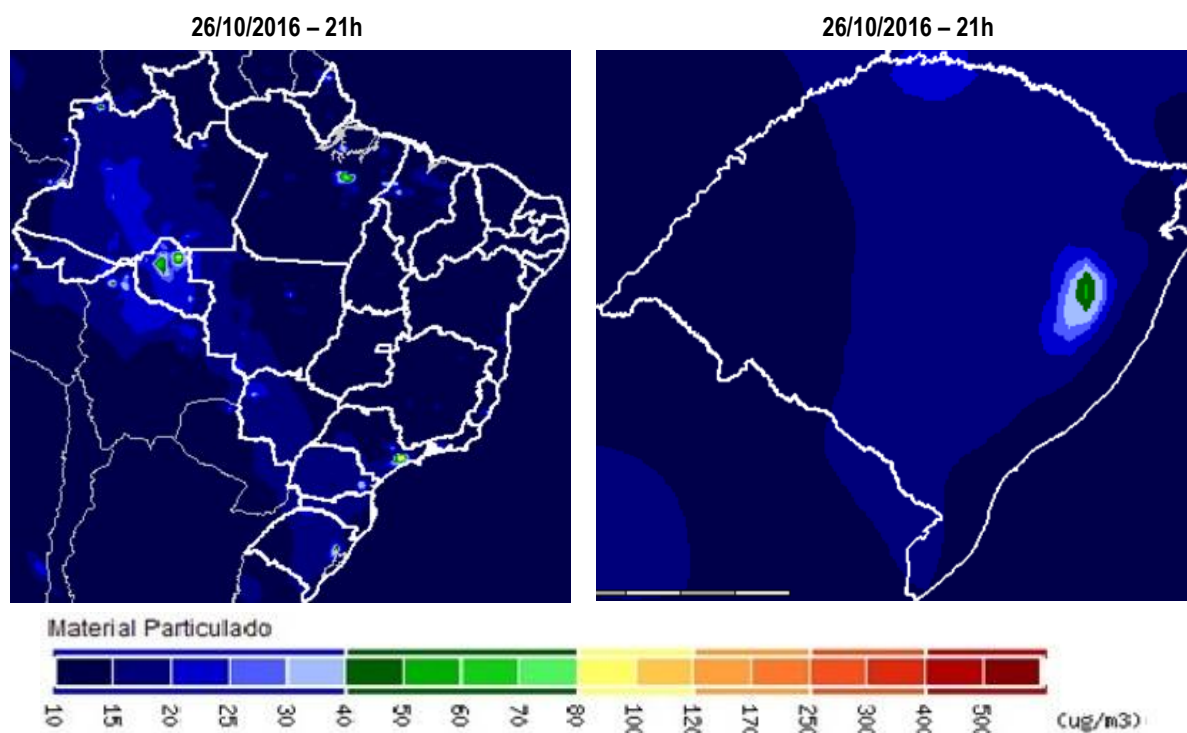 26/10/2016 – 21h
26/10/2016 – 21h
Material Particulado
10 15 20 25 30 40 50 60 70 80 100 120 170 250 300 400 500 (ug/m3)